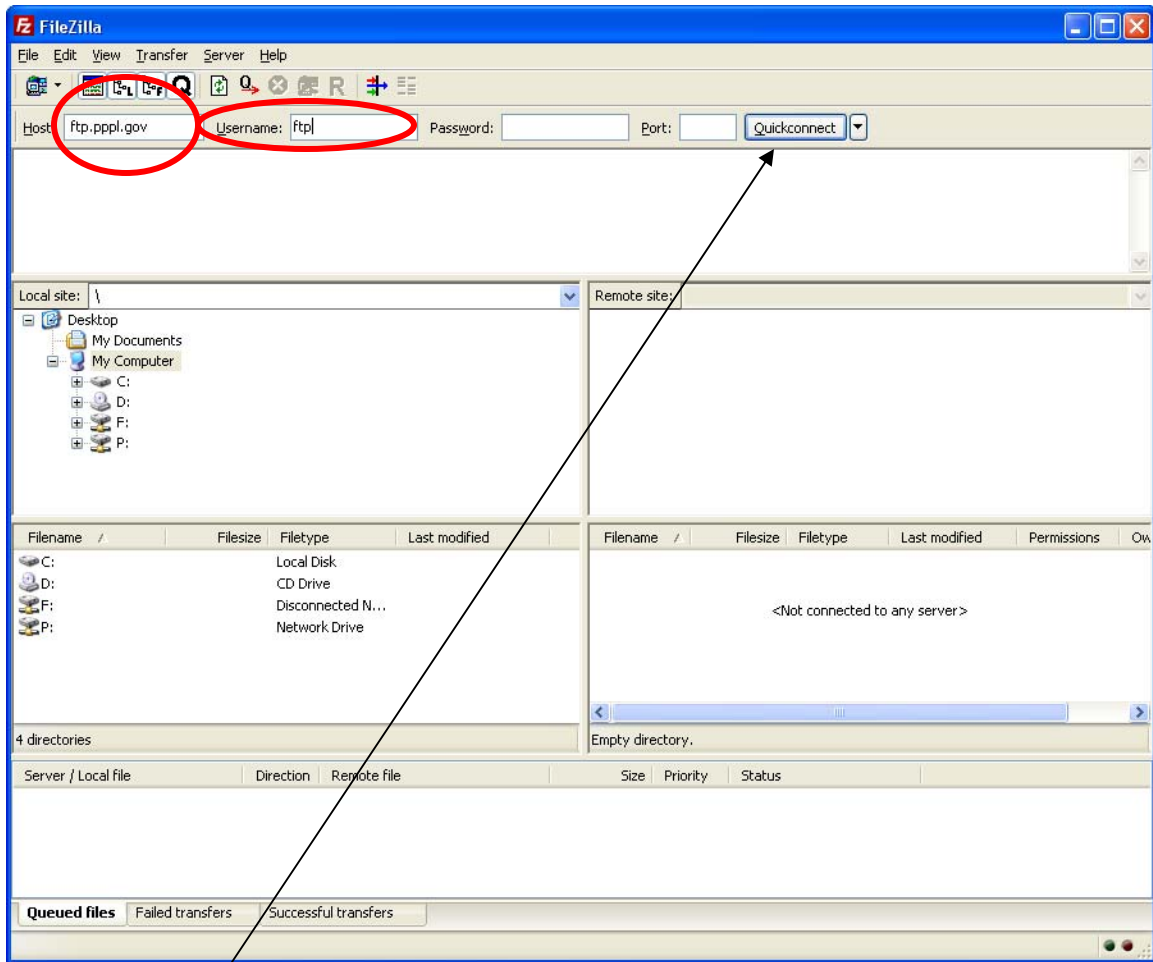 FileZilla
File Edit View Transfer Server Help
Host: ftp.pppl.gov Username: ftp Password: Port: Quickconnect
Local site: \
Desktop
My Documents
My Computer
C:
D:
F:
P:
Remote site:
Filename Filesize Filetype Last modified
C: Local Disk
D: CD Drive
F: Disconnected N...
P: Network Drive
4 directories
Filename Filesize Filetype Last modified Permissions Ow
<Not connected to any server>
Empty directory.
Server / Local file Direction Remote file Size Priority Status
Queued files Failed transfers Successful transfers